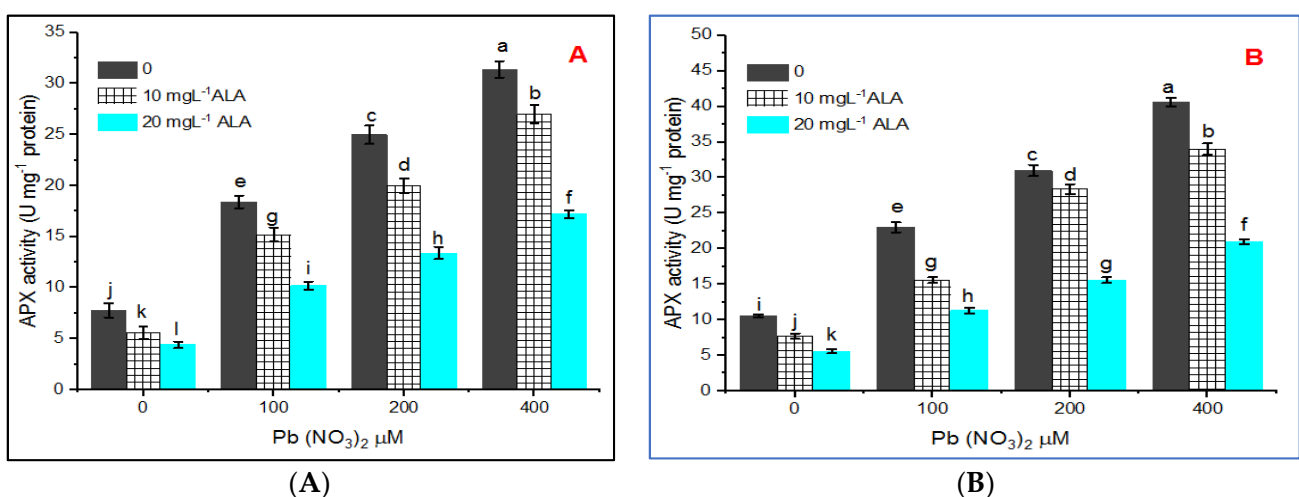 A
APX activity (U mg⁻¹ protein)
35
30
25
20
15
10
5
0
0
10 mgL⁻¹ALA
20 mgL⁻¹ ALA
j
k
l
e
g
i
c
d
h
a
b
f
0
100
200
400
Pb (NO₃)₂ μM
(A)
B
APX activity (U mg⁻¹ protein)
50
45
40
35
30
25
20
15
10
5
0
0
10 mgL⁻¹ALA
20 mgL⁻¹ ALA
i
j
k
e
g
h
c
d
g
a
b
f
0
100
200
400
Pb (NO₃)₂ μM
(B)